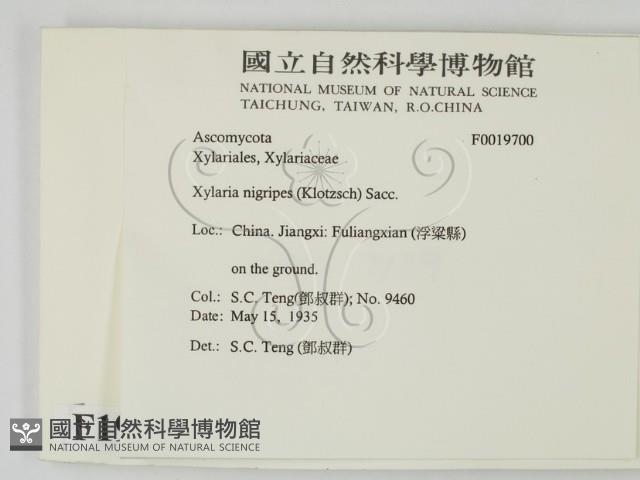 國立自然科學博物館
NATIONAL MUSEUM OF NATURAL SCIENCE
TAICHUNG, TAIWAN, R.O.CHINA
Ascomycota F0019700
Xylariales, Xylariaceae
Xylaria nigripes (Klotzsch) Sacc.
Loc.: China. Jiangxi: Fuliangxian (浮梁縣)
on the ground.
Col.: S.C. Teng(鄧叔群); No. 9460
Date: May 15, 1935
Det.: S.C. Teng (鄧叔群)
國立自然科學博物館
NATIONAL MUSEUM OF NATURAL SCIENCE